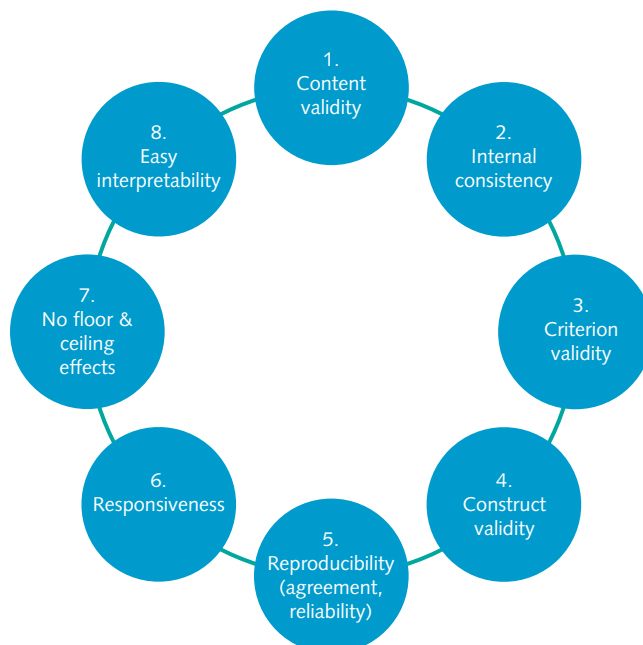 1.
Content
validity
2.
Internal
consistency
3.
Criterion
validity
4.
Construct
validity
5.
Reproducibility
(agreement,
reliability)
6.
Responsiveness
7.
No floor &
ceiling
effects
8.
Easy
interpretability